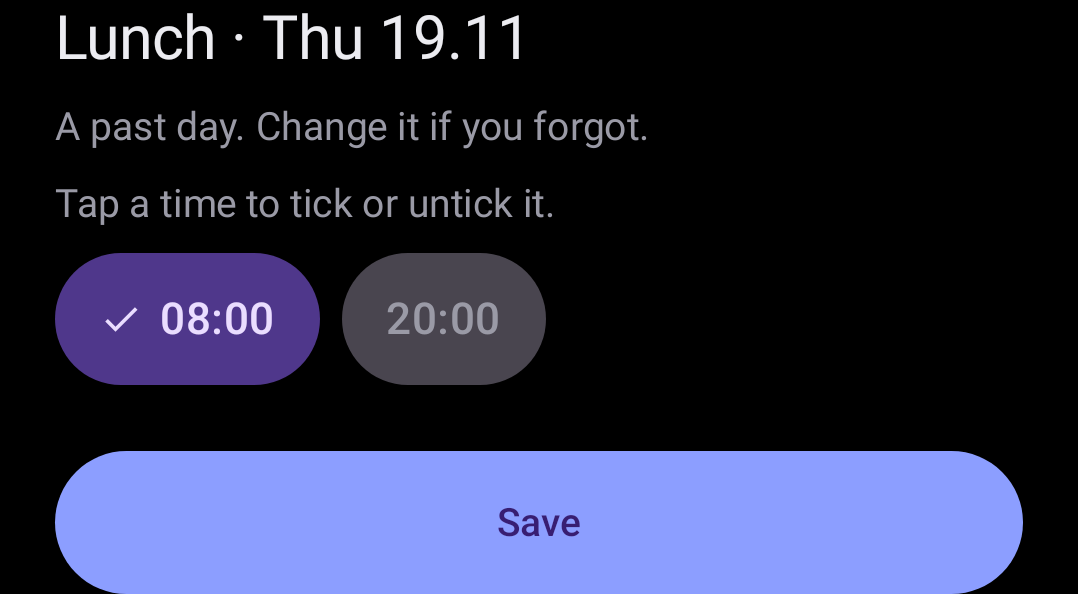 Lunch · Thu 19.11
A past day. Change it if you forgot.
Tap a time to tick or untick it.
08:00 20:00
Save